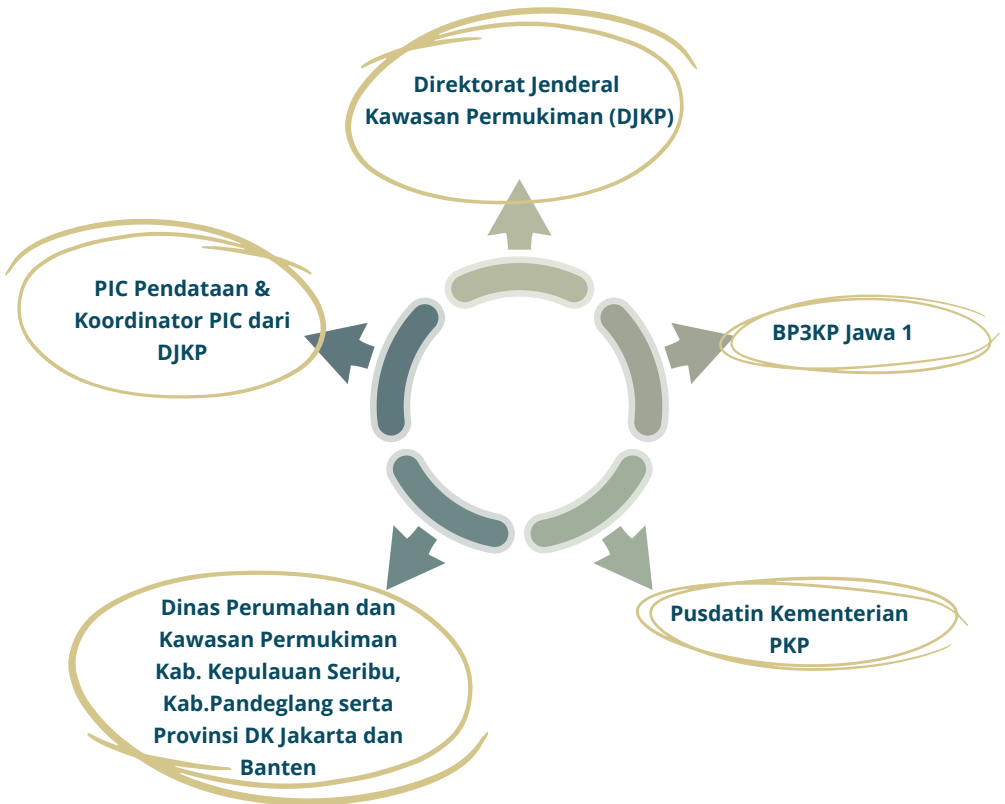 Direktorat Jenderal
Kawasan Permukiman (DJKP)
PIC Pendataan &
Koordinator PIC dari
DJKP
BP3KP Jawa 1
Dinas Perumahan dan
Kawasan Permukiman
Kab. Kepulauan Seribu,
Kab.Pandeglang serta
Provinsi DK Jakarta dan
Banten
Pusdatin Kementerian
PKP